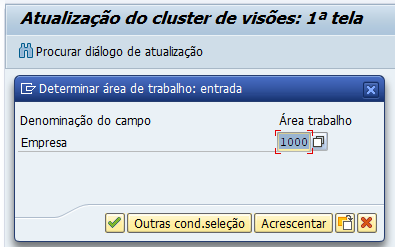 Atualização do cluster de visões: 1ª tela
Procurar diálogo de atualização
Determinar área de trabalho: entrada
Denominação do campo Área trabalho
Empresa 1000
Outras cond.seleção Acrescentar